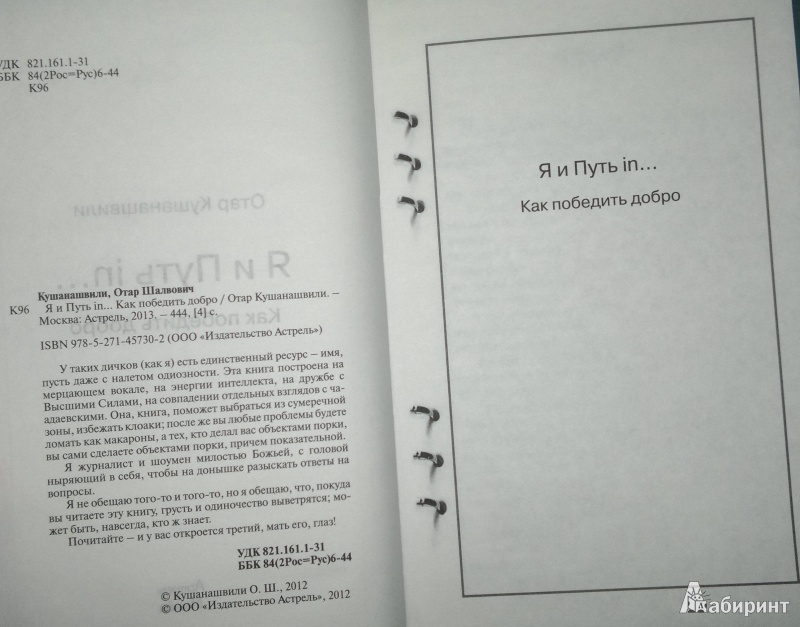 УДК 821.161.1-31
ББК 84(2Рос=Рус)6-44
К96
Отар Кушанашвили
Я и Путь in...
Как победить добро
Кушанашвили, Отар Шалвович
К96 Я и Путь in... Как победить добро / Отар Кушанашвили. –
Москва: Астрель, 2013. – 444, [4] с.
ISBN 978-5-271-45730-2 (ООО «Издательство Астрель»)
У таких дичков (как я) есть единственный ресурс – имя,
пусть даже с налетом одиозности. Эта книга построена на
мерцающем вокале, на энергии интеллекта, на дружбе с
Высшими Силами, на совпадении отдельных взглядов с ча-
адаевскими. Она, книга, поможет выбраться из сумеречной
зоны, избежать клоаки; после же вы любые проблемы будете
ломать как макароны, а тех, кто делал вас объектами порки,
вы сами сделаете объектами порки, причем показательной.
Я журналист и шоумен милостью Божьей, с головой
ныряющий в себя, чтобы на донышке разыскать ответы на
вопросы.
Я не обещаю того-то и того-то, но я обещаю, что, покуда
вы читаете эту книгу, грусть и одиночество выветрятся; мо-
жет быть, навсегда, кто ж знает.
Почитайте – и у вас откроется третий, мать его, глаз!
УДК 821.161.1-31
ББК 84(2Рос=Рус)6-44
© Кушанашвили О. Ш., 2012
© ООО «Издательство Астрель», 2012
Я и Путь in...
Как победить добро
Лабиринт